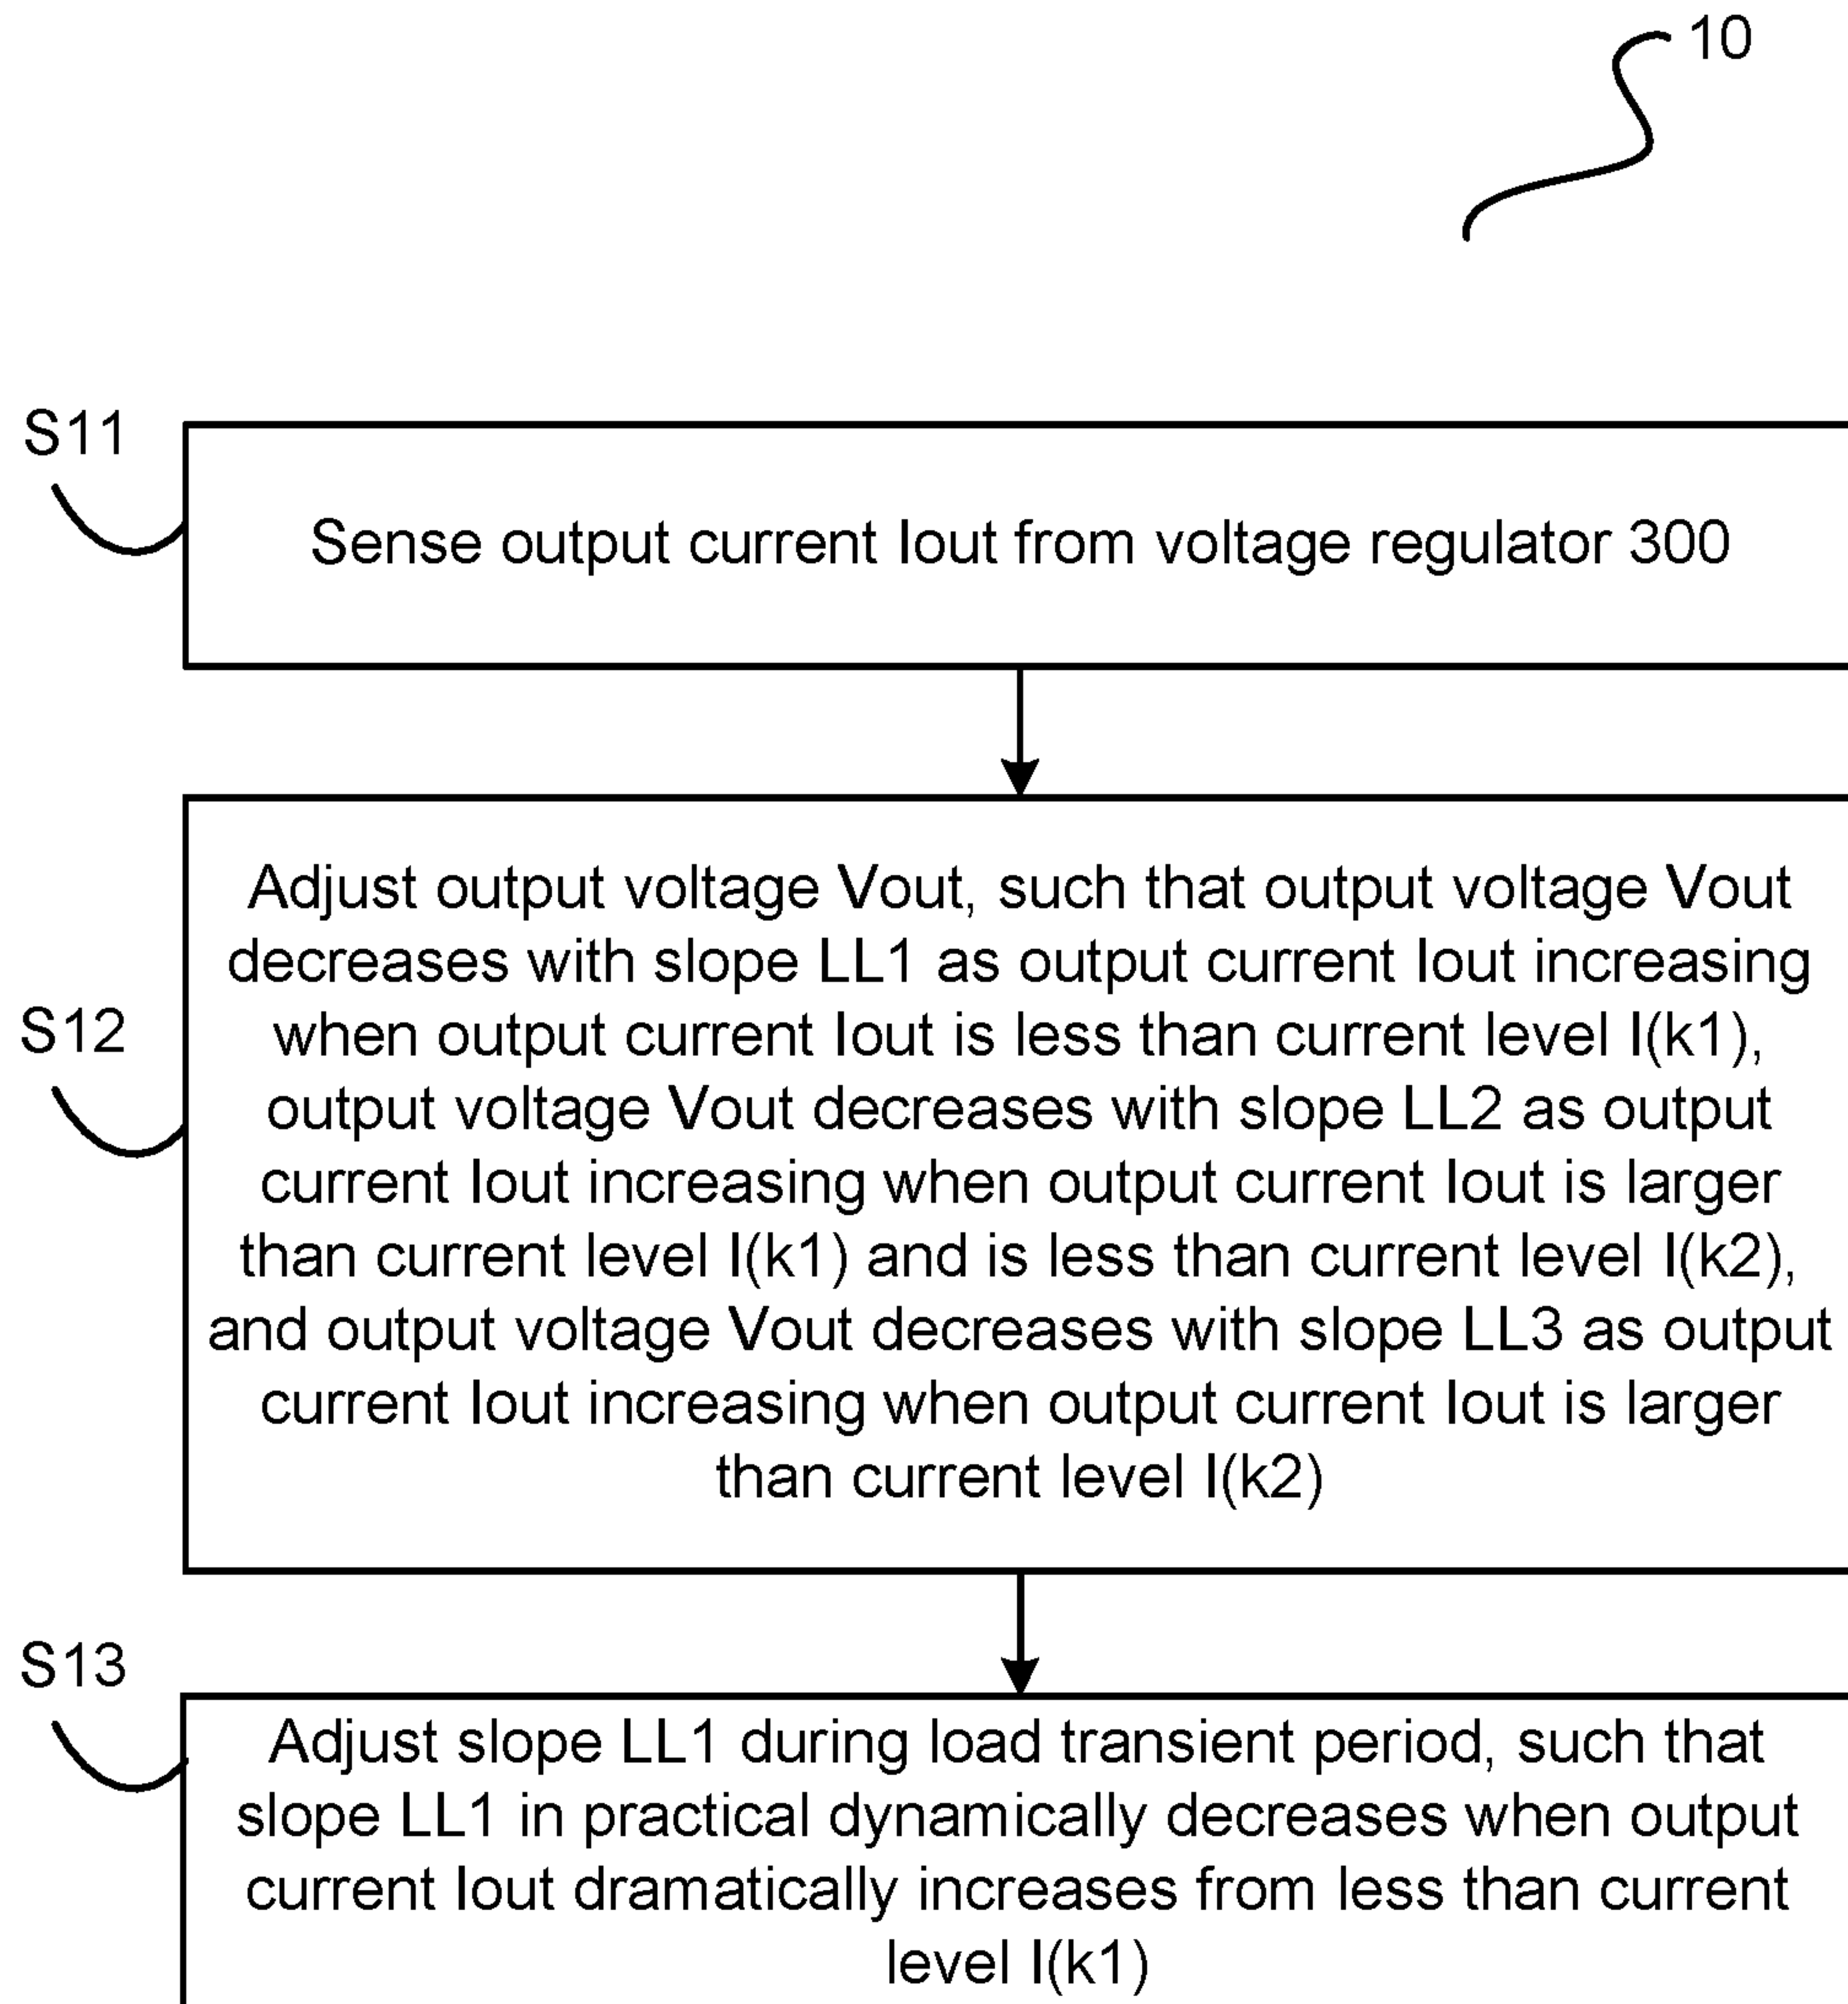 10
S11
Sense output current Iout from voltage regulator 300
S12
Adjust output voltage Vout, such that output voltage Vout
decreases with slope LL1 as output current Iout increasing
when output current Iout is less than current level I(k1),
output voltage Vout decreases with slope LL2 as output
current Iout increasing when output current Iout is larger
than current level I(k1) and is less than current level I(k2),
and output voltage Vout decreases with slope LL3 as output
current Iout increasing when output current Iout is larger
than current level I(k2)
S13
Adjust slope LL1 during load transient period, such that
slope LL1 in practical dynamically decreases when output
current Iout dramatically increases from less than current
level I(k1)